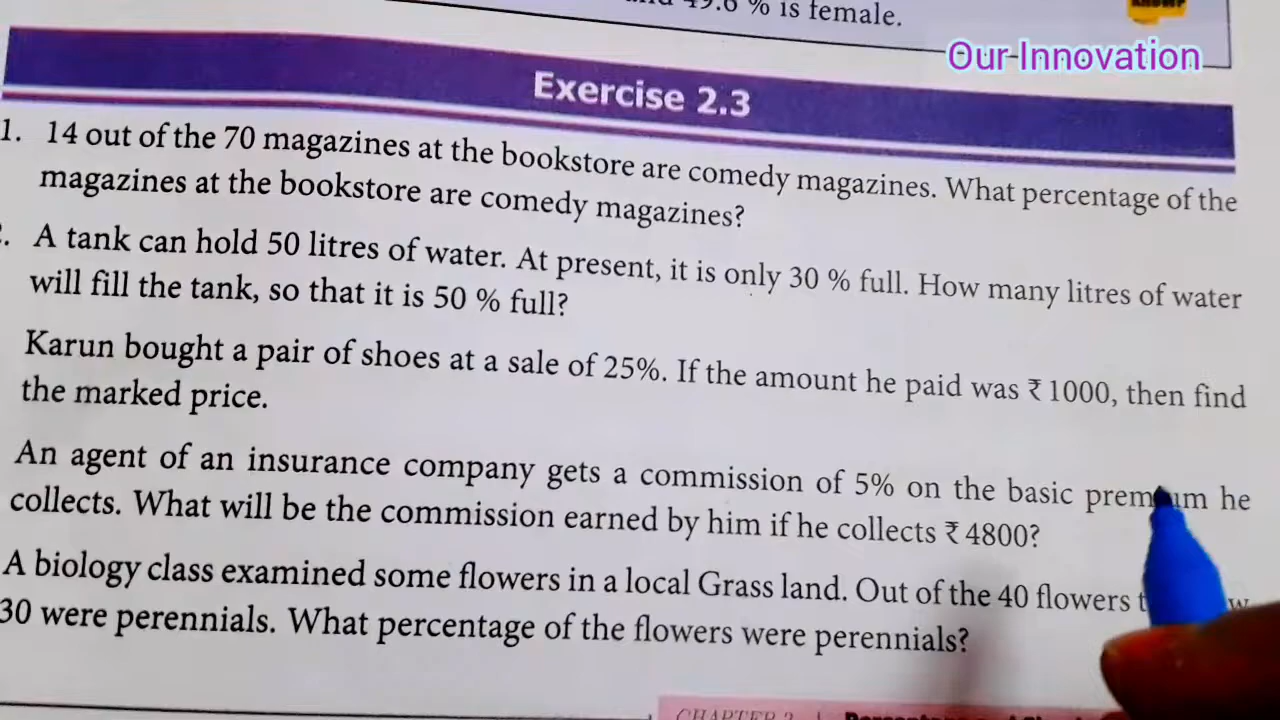 49.6 % is female.
Our Innovation
Exercise 2.3
1. 14 out of the 70 magazines at the bookstore are comedy magazines. What percentage of the
magazines at the bookstore are comedy magazines?
. A tank can hold 50 litres of water. At present, it is only 30 % full. How many litres of water
will fill the tank, so that it is 50 % full?
Karun bought a pair of shoes at a sale of 25%. If the amount he paid was ₹ 1000, then find
the marked price.
An agent of an insurance company gets a commission of 5% on the basic premium he
collects. What will be the commission earned by him if he collects ₹ 4800?
A biology class examined some flowers in a local Grass land. Out of the 40 flowers
30 were perennials. What percentage of the flowers were perennials?
CHAPTER 2